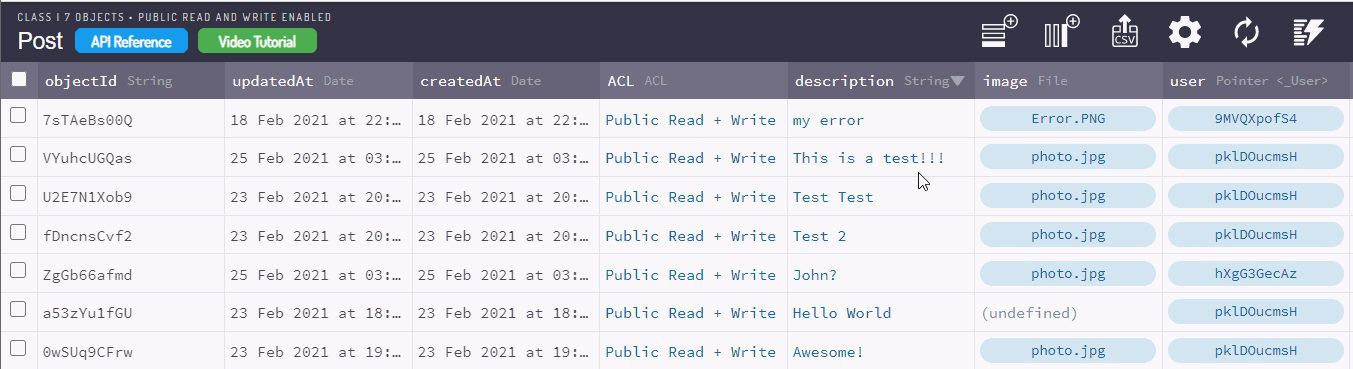 CLASS | 7 OBJECTS • PUBLIC READ AND WRITE ENABLED
Post API Reference Video Tutorial CSV
objectId String updatedAt Date createdAt Date ACL ACL description String image File user Pointer <_User>
7sTAeBs00Q 18 Feb 2021 at 22:… 18 Feb 2021 at 22:… Public Read + Write my error Error.PNG 9MVQXpofS4
VYuhcUGQas 25 Feb 2021 at 03:… 25 Feb 2021 at 03:… Public Read + Write This is a test!!! photo.jpg pklDOucmsH
U2E7N1Xob9 23 Feb 2021 at 20:… 23 Feb 2021 at 20:… Public Read + Write Test Test photo.jpg pklDOucmsH
fDncnsCvf2 23 Feb 2021 at 20:… 23 Feb 2021 at 20:… Public Read + Write Test 2 photo.jpg pklDOucmsH
ZgGb66afmd 25 Feb 2021 at 03:… 25 Feb 2021 at 03:… Public Read + Write John? photo.jpg hXgG3GecAz
a53zYu1fGU 23 Feb 2021 at 18:… 23 Feb 2021 at 18:… Public Read + Write Hello World (undefined) pklDOucmsH
0wSUq9CFrw 23 Feb 2021 at 19:… 23 Feb 2021 at 19:… Public Read + Write Awesome! photo.jpg pklDOucmsH